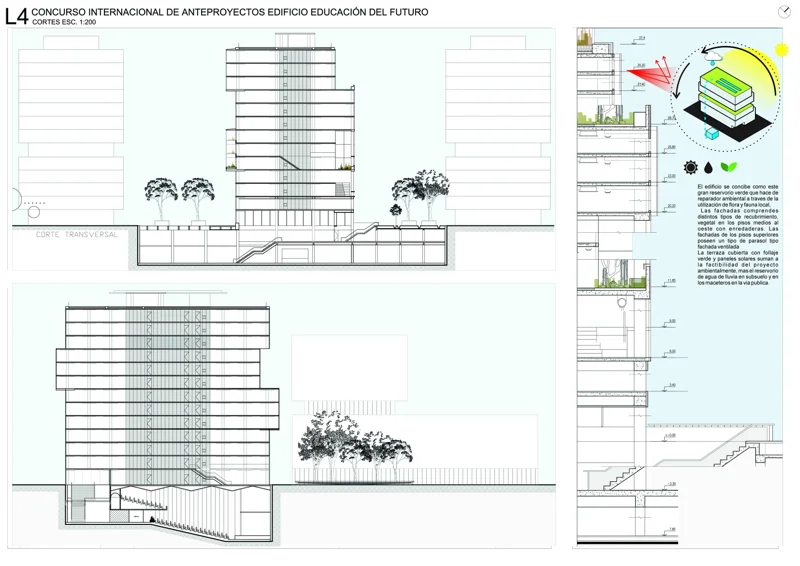 L4 CONCURSO INTERNACIONAL DE ANTEPROYECTOS EDIFICIO EDUCACIÓN DEL FUTURO
CORTES ESC. 1:200
CORTE TRANSVERSAL
El edificio se concibe como este
gran reservorio verde que hace de
reparador ambiental a traves de la
utilización de flora y fauna local.
Las fachadas comprendes
distintos tipos de recubrimiento,
vegetal en los pisos medios al
oeste con enredaderas. Las
fachadas de los pisos superiores
poseen un tipo de parasol tipo
fachada ventilada
La terraza cubierta con follaje
verde y paneles solares suman a
la factibilidad del proyecto
ambientalmente, mas el reservorio
de agua de lluvia en subsuelo y en
los maceteros en la via publica.